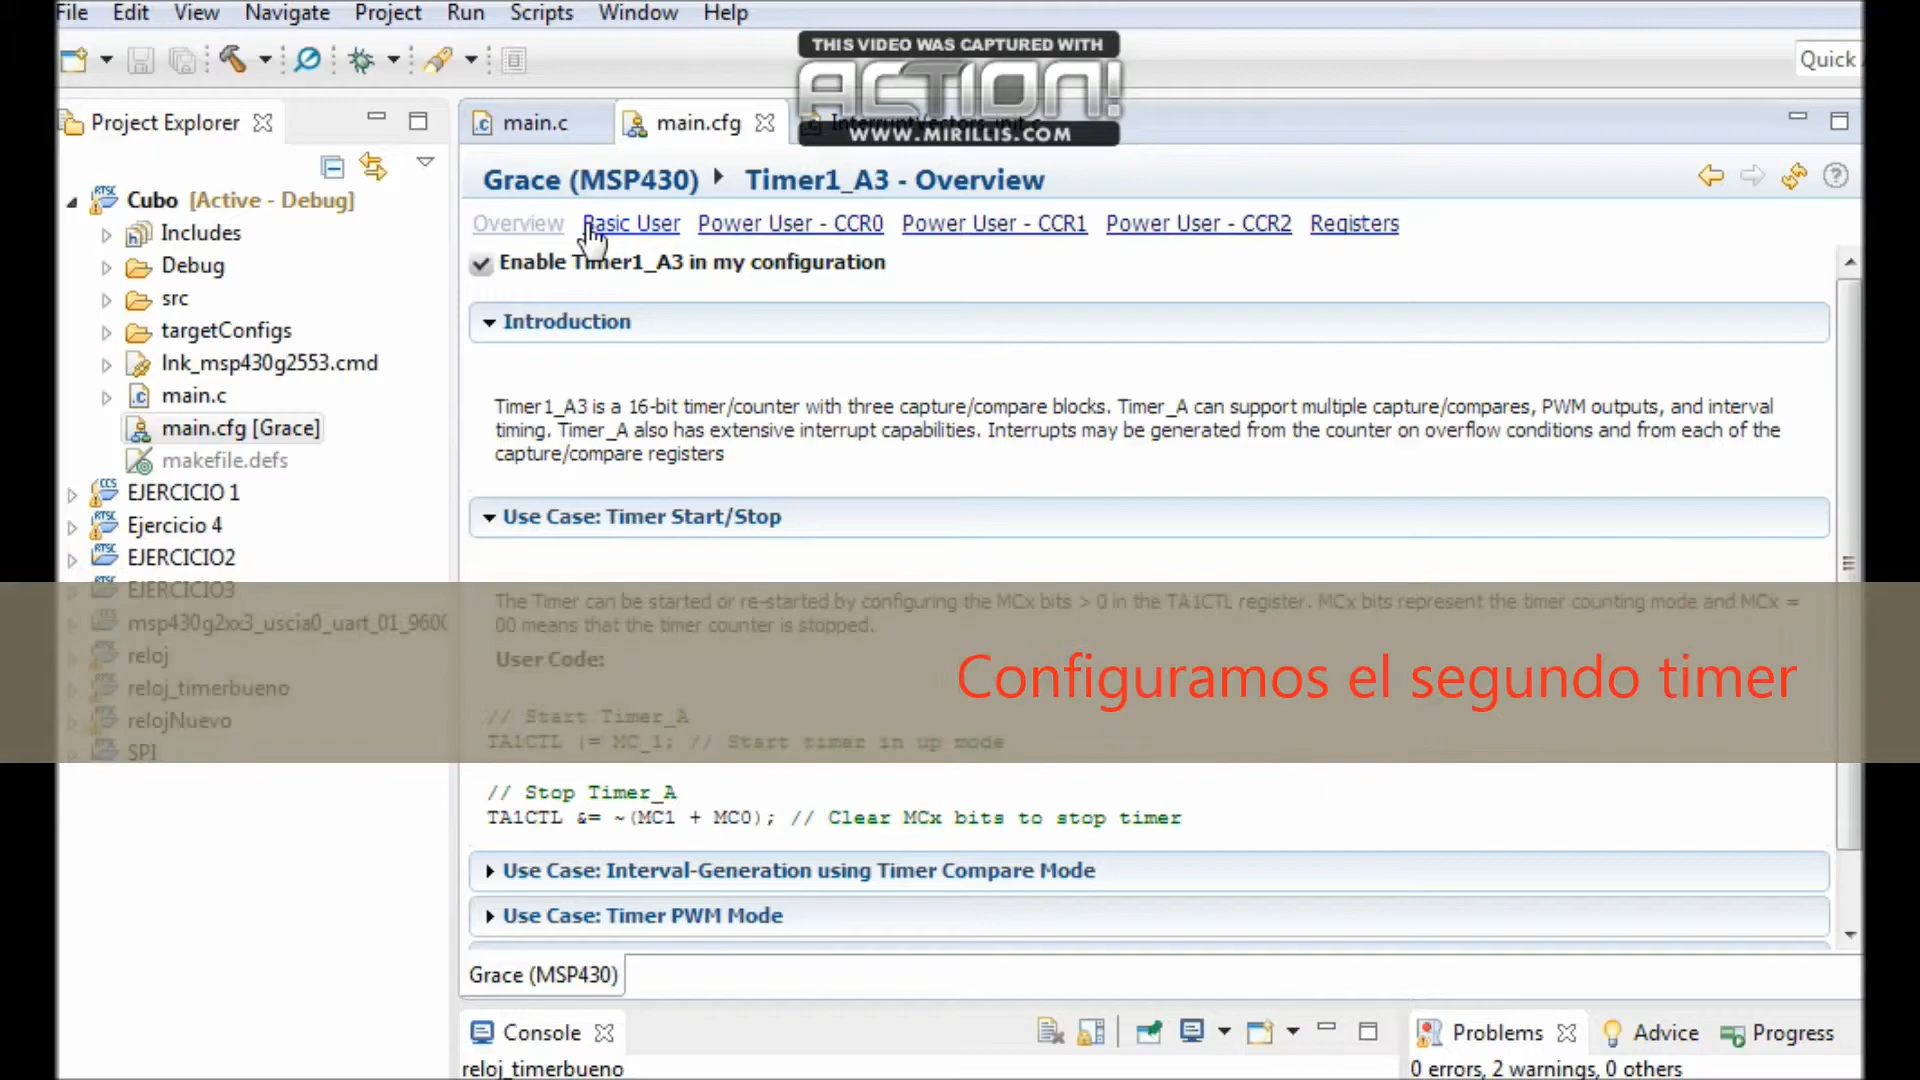 File Edit View Navigate Project Run Scripts Window Help
THIS VIDEO WAS CAPTURED WITH
ACTION!
WWW.MIRILLIS.COM
Quick
Project Explorer
main.c
main.cfg
Grace (MSP430) Timer1_A3 - Overview
Overview Basic User Power User - CCR0 Power User - CCR1 Power User - CCR2 Registers
Enable Timer1_A3 in my configuration
Cubo [Active - Debug]
Includes
Debug
src
targetConfigs
lnk_msp430g2553.cmd
main.c
main.cfg [Grace]
makefile.defs
EJERCICIO 1
Ejercicio 4
EJERCICIO2
EJERCICIO3
msp430g2xx3_uscia0_uart_01_9600
reloj
reloj_timerbueno
relojNuevo
SPI
Introduction
Timer1_A3 is a 16-bit timer/counter with three capture/compare blocks. Timer_A can support multiple capture/compares, PWM outputs, and interval
timing. Timer_A also has extensive interrupt capabilities. Interrupts may be generated from the counter on overflow conditions and from each of the
capture/compare registers
Use Case: Timer Start/Stop
The Timer can be started or re-started by configuring the MCx bits > 0 in the TA1CTL register. MCx bits represent the timer counting mode and MCx =
00 means that the timer counter is stopped.
User Code:
Configuramos el segundo timer
// Start Timer_A
TA1CTL |= MC_1; // Start timer in up mode
// Stop Timer_A
TA1CTL &= ~(MC1 + MC0); // Clear MCx bits to stop timer
Use Case: Interval-Generation using Timer Compare Mode
Use Case: Timer PWM Mode
Grace (MSP430)
Console
reloj_timerbueno
Problems Advice Progress
0 errors, 2 warnings, 0 others